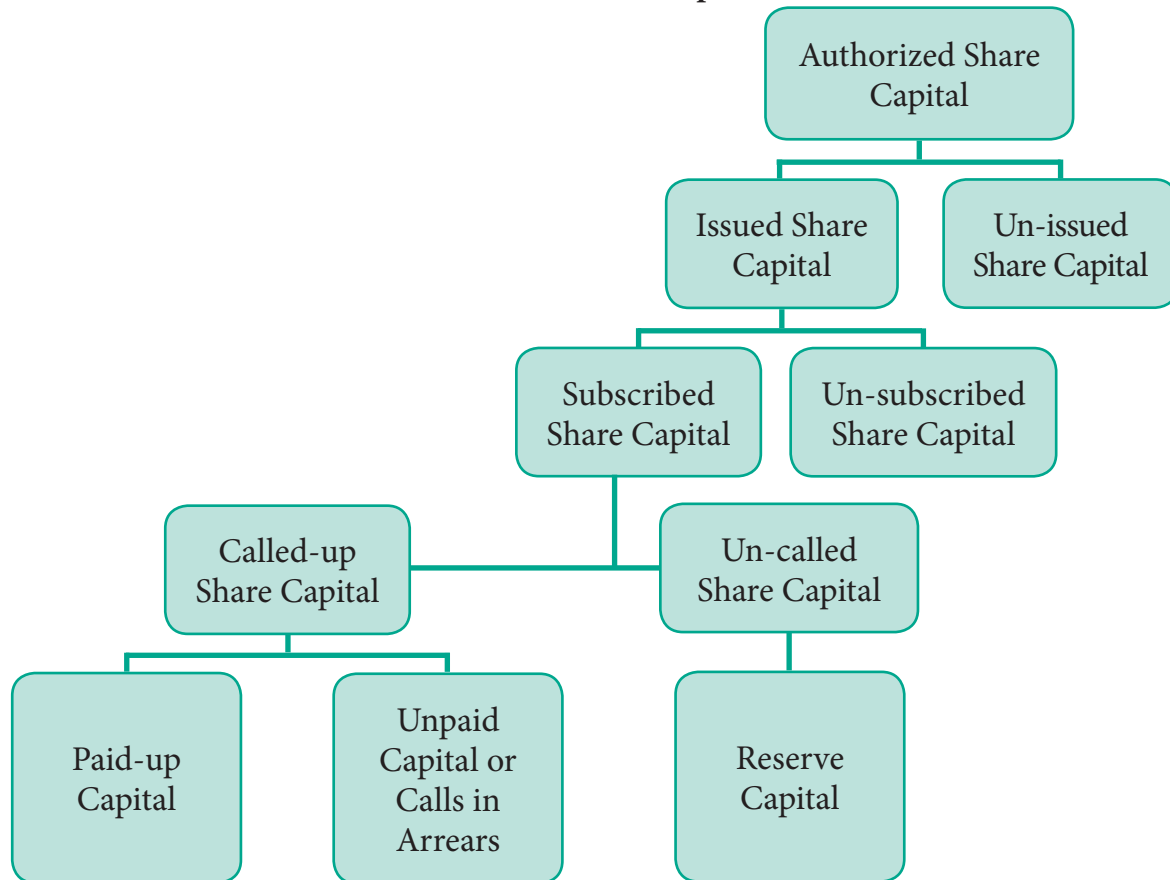 Authorized Share
Capital
Issued Share
Capital
Un-issued
Share Capital
Subscribed
Share Capital
Un-subscribed
Share Capital
Called-up
Share Capital
Un-called
Share Capital
Paid-up
Capital
Unpaid
Capital or
Calls in
Arrears
Reserve
Capital